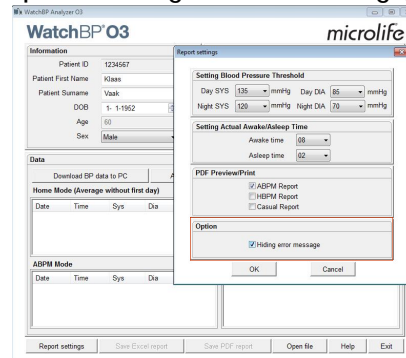 WatchBP Analyzer O3
WatchBP O3
microlife
Information
Patient ID 1234567
Patient First Name Klaas
Patient Surname Vaak
DOB 1- 1-1952
Age 60
Sex Male
Data
Download BP data to PC
Home Mode (Average without first day)
Date Time Sys Dia
ABPM Mode
Date Time Sys Dia
Report settings
Setting Blood Pressure Threshold
Day SYS 135 mmHg Day DIA 85 mmHg
Night SYS 120 mmHg Night DIA 70 mmHg
Setting Actual Awake/Asleep Time
Awake time 08
Asleep time 02
PDF Preview/Print
ABPM Report
HBPM Report
Casual Report
Option
Hiding error message
OK Cancel
Report settings Save Excel report Save PDF report Open file Help Exit